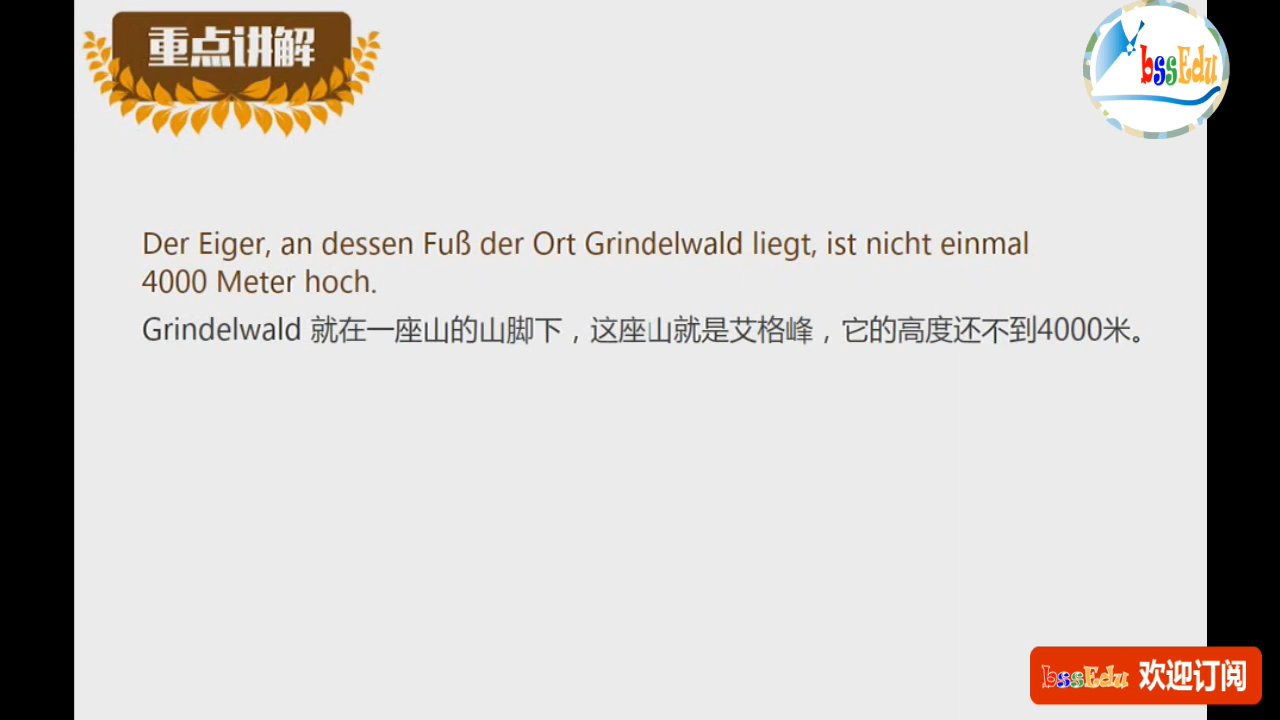 重点讲解
bssEdu
Der Eiger, an dessen Fuß der Ort Grindelwald liegt, ist nicht einmal
4000 Meter hoch.
Grindelwald 就在一座山的山脚下，这座山就是艾格峰，它的高度还不到4000米。
bssEdu 欢迎订阅